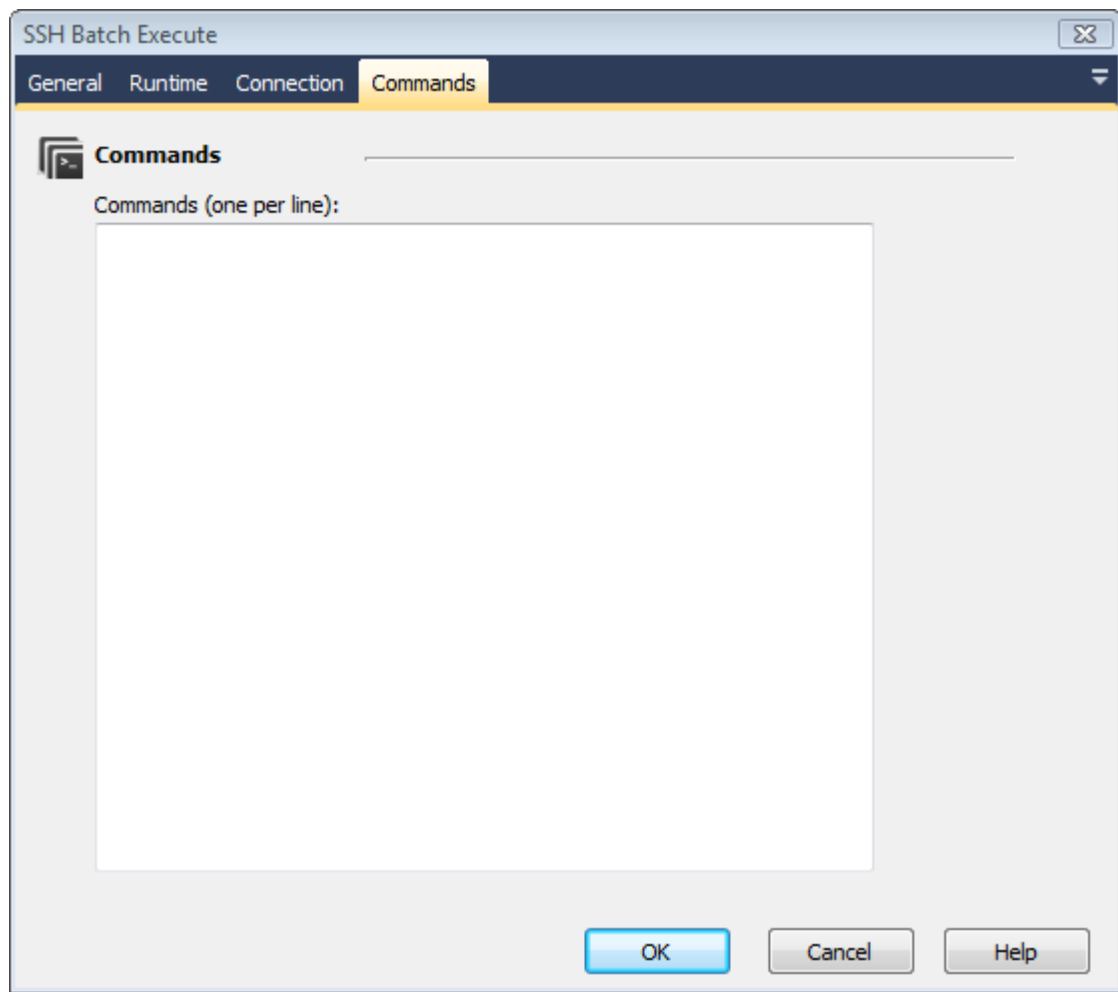 SSH Batch Execute
General Runtime Connection Commands
Commands
Commands (one per line):
OK Cancel Help